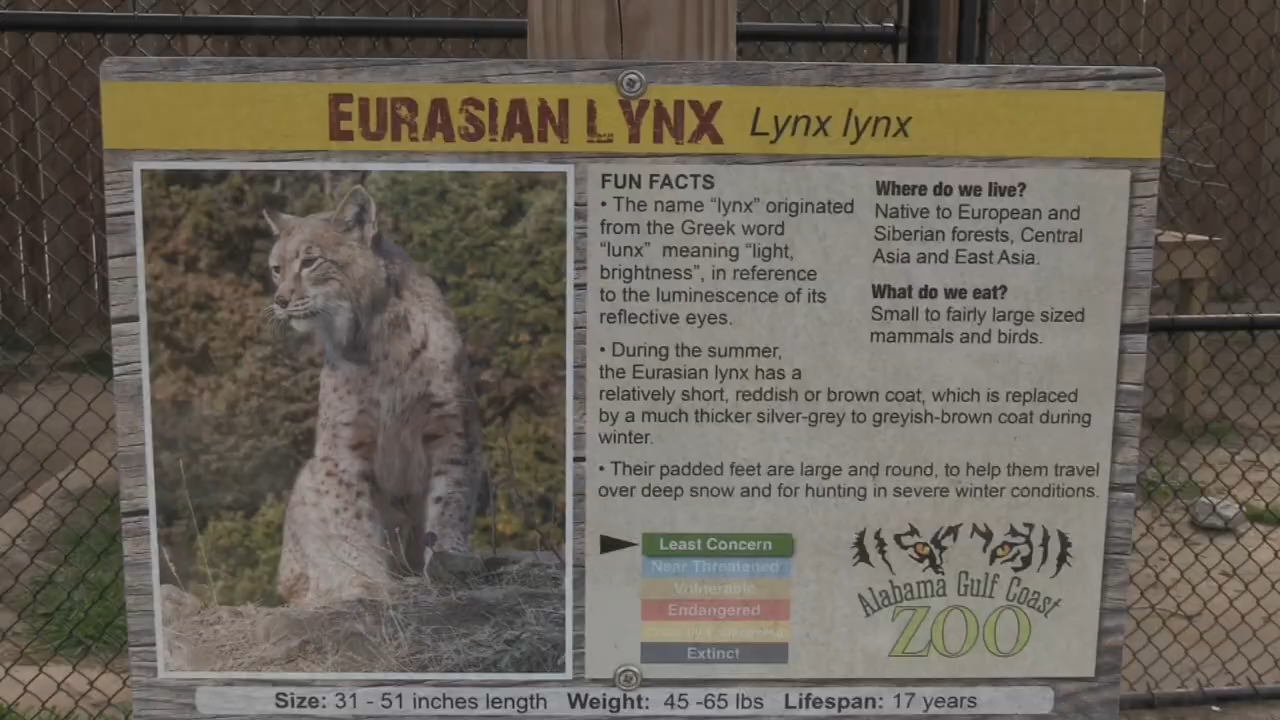 EURASIAN LYNX Lynx lynx
FUN FACTS
• The name “lynx” originated
from the Greek word
“lunx” meaning “light,
brightness”, in reference
to the luminescence of its
reflective eyes.
• During the summer,
the Eurasian lynx has a
relatively short, reddish or brown coat, which is replaced
by a much thicker silver-grey to greyish-brown coat during
winter.
• Their padded feet are large and round, to help them travel
over deep snow and for hunting in severe winter conditions.
Where do we live?
Native to European and
Siberian forests, Central
Asia and East Asia.
What do we eat?
Small to fairly large sized
mammals and birds.
Least Concern
Near Threatened
Vulnerable
Endangered
Extinct
Alabama Gulf Coast
ZOO
Size: 31 - 51 inches length Weight: 45 -65 lbs Lifespan: 17 years